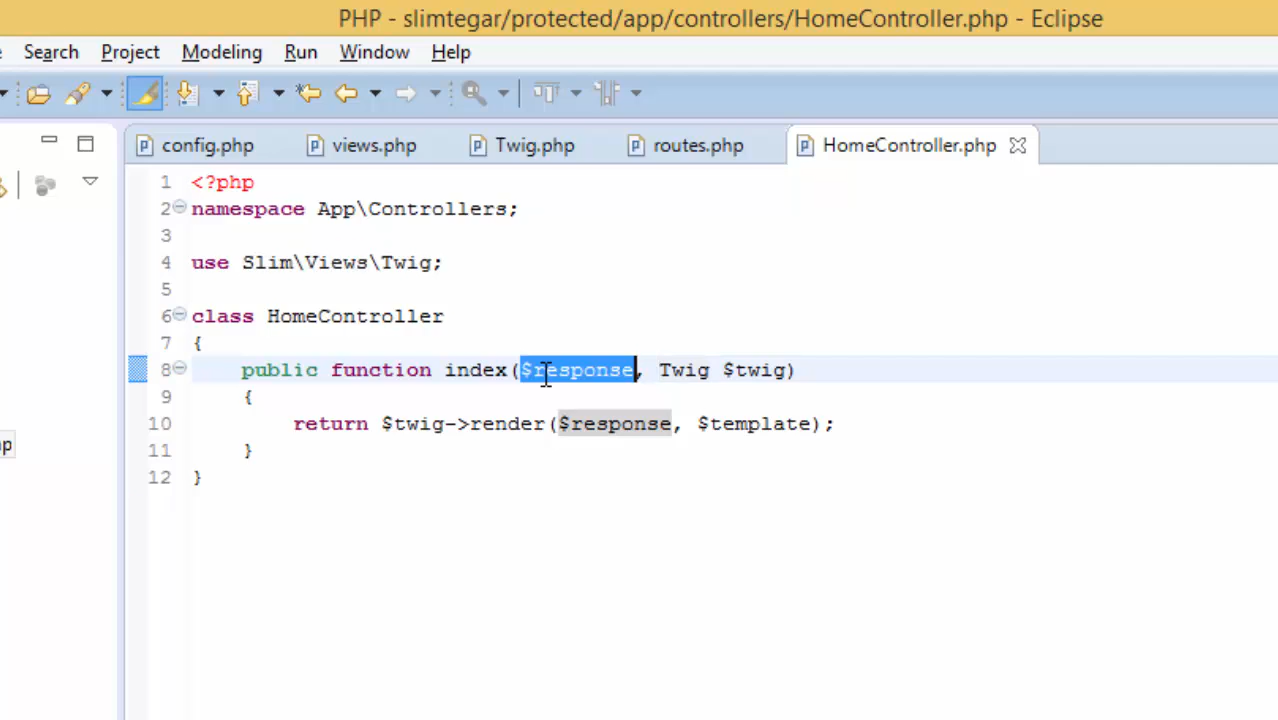 PHP - slimtegar/protected/app/controllers/HomeController.php - Eclipse
Search Project Run Window Help
config.php views.php Twig.php routes.php HomeController.php
1 <?php
2 namespace App\Controllers;
3
4 use Slim\Views\Twig;
5
6 class HomeController
7 {
8 public function index($response, Twig $twig)
9 {
10 return $twig->render($response, $template);
11 }
12 }